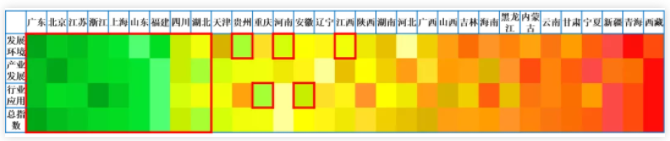 广东 北京 江苏 浙江 上海 山东 福建 四川 湖北 天津 贵州 重庆 河南 安徽 辽宁 江西 陕西 湖南 河北 广西 山西 吉林 海南 黑龙江 内蒙古 云南 甘肃 宁夏 新疆 青海 西藏
发展环境
产业发展
行业应用
总指数